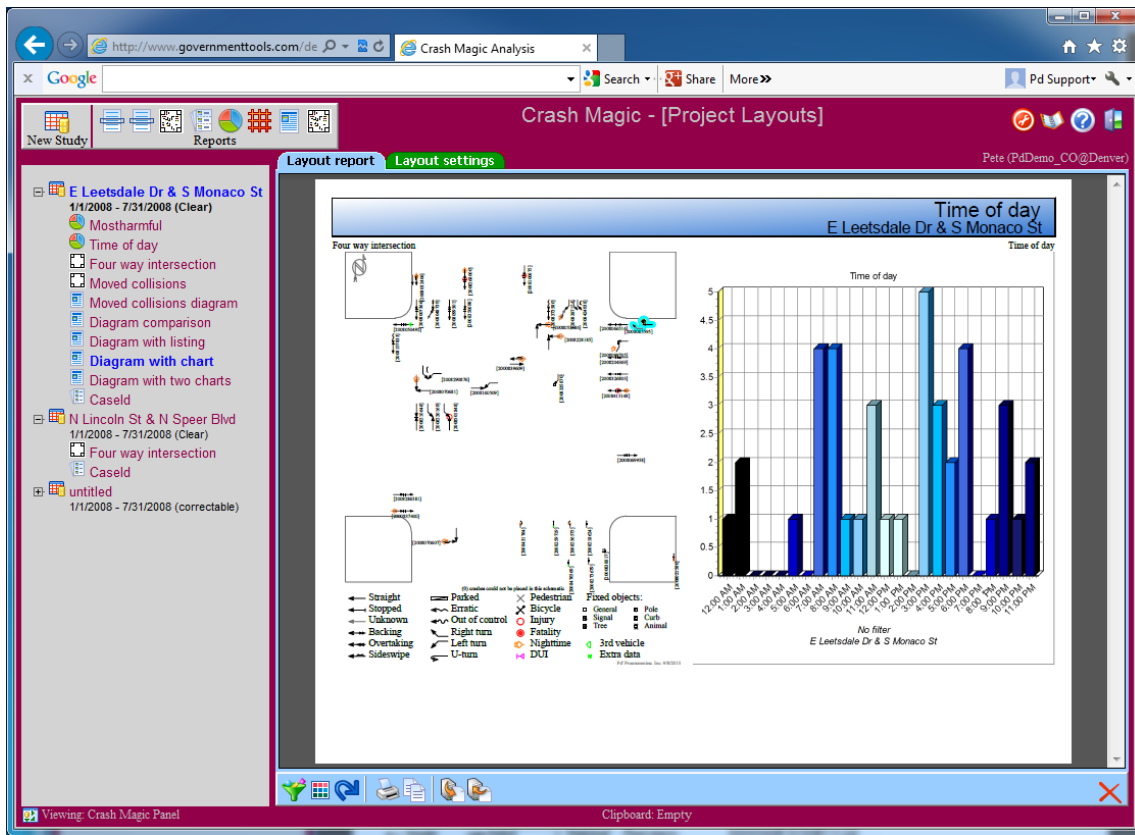 http://www.governmenttools.com/de
Crash Magic Analysis
x Google
Search
Share
More»
Pd Support
New Study
Reports
Crash Magic - [Project Layouts]
Layout report
Layout settings
Pete (PdDemo_CO@Denver)
E Leetsdale Dr & S Monaco St
1/1/2008 - 7/31/2008 (Clear)
Mostharmful
Time of day
Four way intersection
Moved collisions
Moved collisions diagram
Diagram comparison
Diagram with listing
Diagram with chart
Diagram with two charts
CaseId
N Lincoln St & N Speer Blvd
1/1/2008 - 7/31/2008 (Clear)
Four way intersection
CaseId
untitled
1/1/2008 - 7/31/2008 (correctable)
Time of day
E Leetsdale Dr & S Monaco St
Four way intersection
Time of day
(0) crashes could not be placed in this schematic
Straight
Stopped
Unknown
Backing
Overtaking
Sideswipe
Parked
Erratic
Out of control
Right turn
Left turn
U-turn
Pedestrian
Bicycle
Injury
Fatality
Nighttime
DUI
Fixed objects:
General
Signal
Tree
Pole
Curb
Animal
3rd vehicle
Extra data
Time of day
5
4.5
4
3.5
3
2.5
2
1.5
1
0.5
0
12:00 AM
1:00 AM
2:00 AM
3:00 AM
4:00 AM
5:00 AM
6:00 AM
7:00 AM
8:00 AM
9:00 AM
10:00 AM
11:00 AM
12:00 PM
1:00 PM
2:00 PM
3:00 PM
4:00 PM
5:00 PM
6:00 PM
7:00 PM
8:00 PM
9:00 PM
10:00 PM
11:00 PM
No filter
E Leetsdale Dr & S Monaco St
Viewing: Crash Magic Panel
Clipboard: Empty